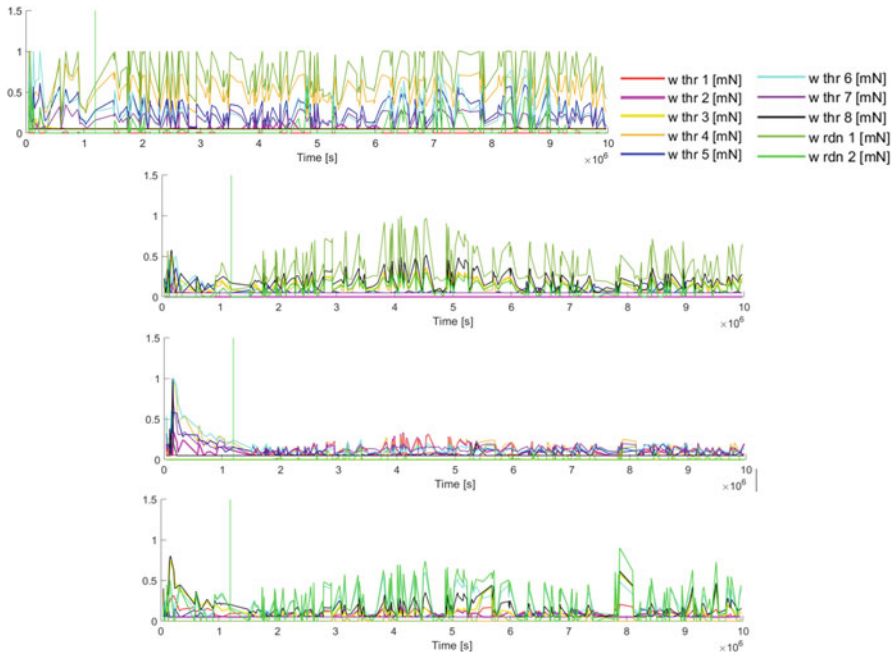 1.5
1
0.5
0
0 1 2 3 4 5 6 7 8 9 10
Time [s]
×10⁶
w thr 1 [mN]
w thr 2 [mN]
w thr 3 [mN]
w thr 4 [mN]
w thr 5 [mN]
w thr 6 [mN]
w thr 7 [mN]
w thr 8 [mN]
w rdn 1 [mN]
w rdn 2 [mN]
1.5
1
0.5
0
0 1 2 3 4 5 6 7 8 9 10
Time [s]
×10⁶
1.5
1
0.5
0
0 1 2 3 4 5 6 7 8 9 10
Time [s]
×10⁶
1.5
1
0.5
0
0 1 2 3 4 5 6 7 8 9 10
Time [s]
×10⁶